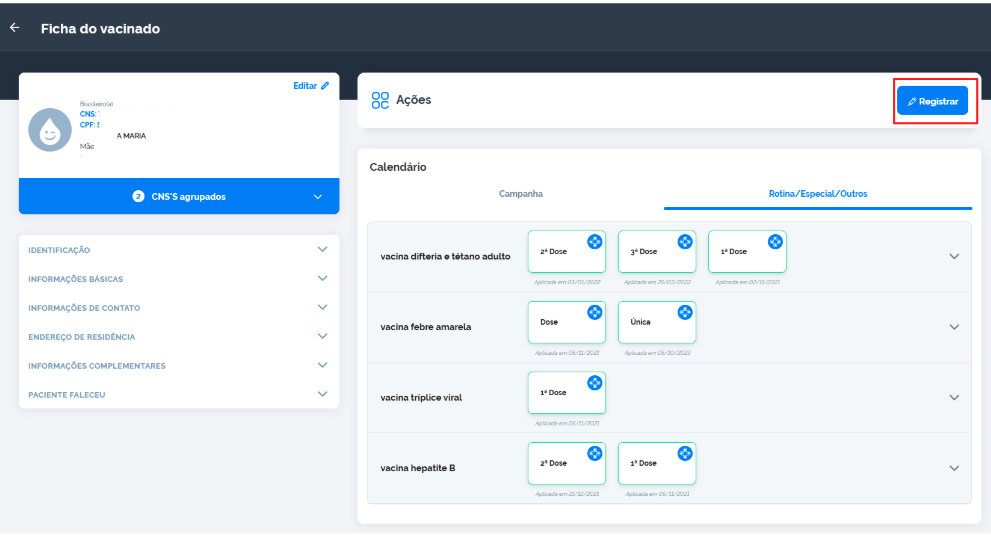 Ficha do vacinado
Editar
Brasileiro(a)
CNS:
CPF:
A MARIA
Mãe
2 CNS'S agrupados
IDENTIFICAÇÃO
INFORMAÇÕES BÁSICAS
INFORMAÇÕES DE CONTATO
ENDEREÇO DE RESIDÊNCIA
INFORMAÇÕES COMPLEMENTARES
PACIENTE FALECEU
Ações
Registrar
Calendário
Campanha
Rotina/Especial/Outros
vacina difteria e tétano adulto
2ª Dose
3ª Dose
1ª Dose
Aplicada em 03/01/2022
Aplicada em 26/03/2022
Aplicada em 02/11/2021
vacina febre amarela
Dose
Única
Aplicada em 06/11/2021
Aplicada em 06/10/2023
vacina tríplice viral
1ª Dose
Aplicada em 06/11/2021
vacina hepatite B
2ª Dose
1ª Dose
Aplicada em 21/12/2021
Aplicada em 06/11/2021